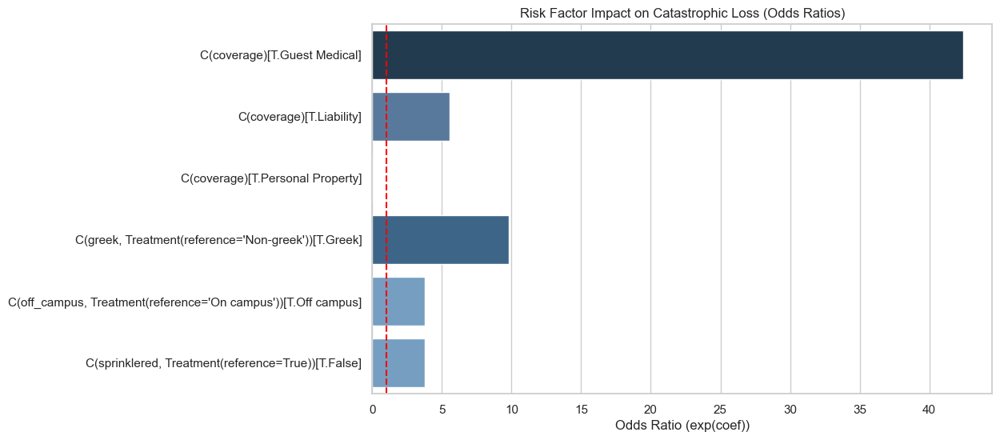 Risk Factor Impact on Catastrophic Loss (Odds Ratios)
C(coverage)[T.Guest Medical]
C(coverage)[T.Liability]
C(coverage)[T.Personal Property]
C(greek, Treatment(reference='Non-greek'))[T.Greek]
C(off_campus, Treatment(reference='On campus'))[T.Off campus]
C(sprinklered, Treatment(reference=True))[T.False]
0 5 10 15 20 25 30 35 40
Odds Ratio (exp(coef))